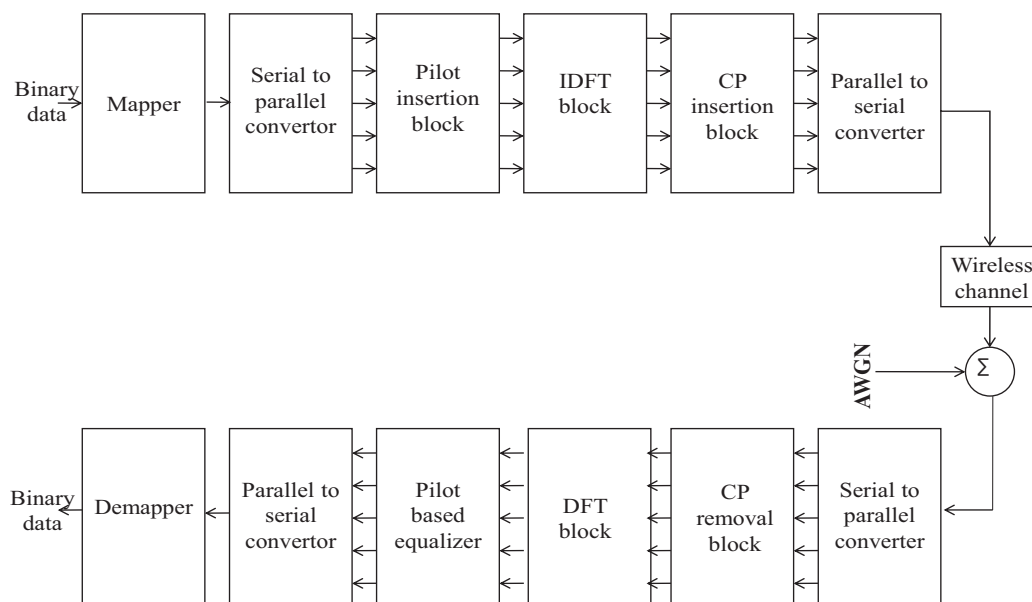 Binary
data
Mapper
Serial to
parallel
convertor
Pilot
insertion
block
IDFT
block
CP
insertion
block
Parallel to
serial
converter
Wireless
channel
AWGN
Σ
Serial to
parallel
converter
CP
removal
block
DFT
block
Pilot
based
equalizer
Parallel to
serial
convertor
Demapper
Binary
data